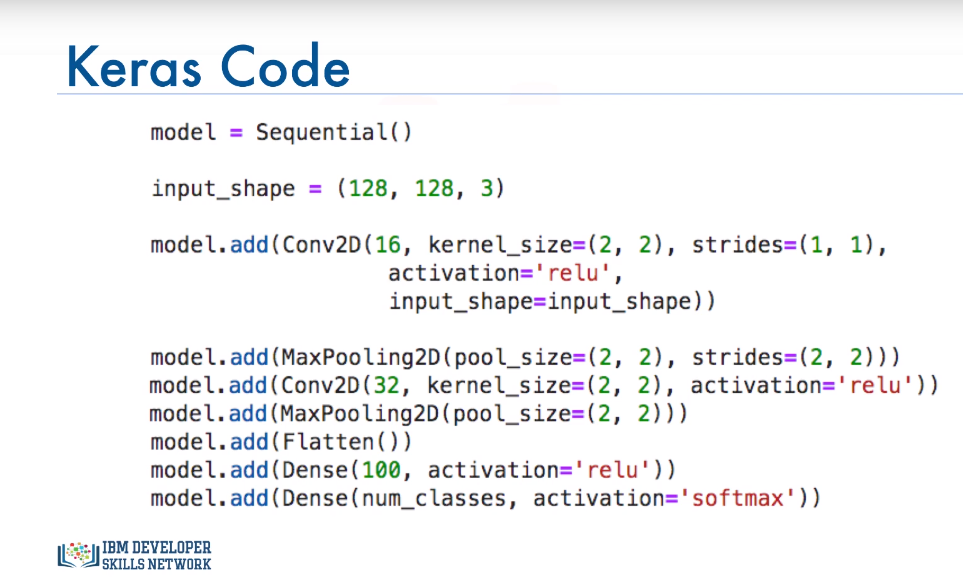 Keras Code
model = Sequential()
input_shape = (128, 128, 3)
model.add(Conv2D(16, kernel_size=(2, 2), strides=(1, 1),
activation='relu',
input_shape=input_shape))
model.add(MaxPooling2D(pool_size=(2, 2), strides=(2, 2)))
model.add(Conv2D(32, kernel_size=(2, 2), activation='relu'))
model.add(MaxPooling2D(pool_size=(2, 2)))
model.add(Flatten())
model.add(Dense(100, activation='relu'))
model.add(Dense(num_classes, activation='softmax'))
IBM DEVELOPER
SKILLS NETWORK